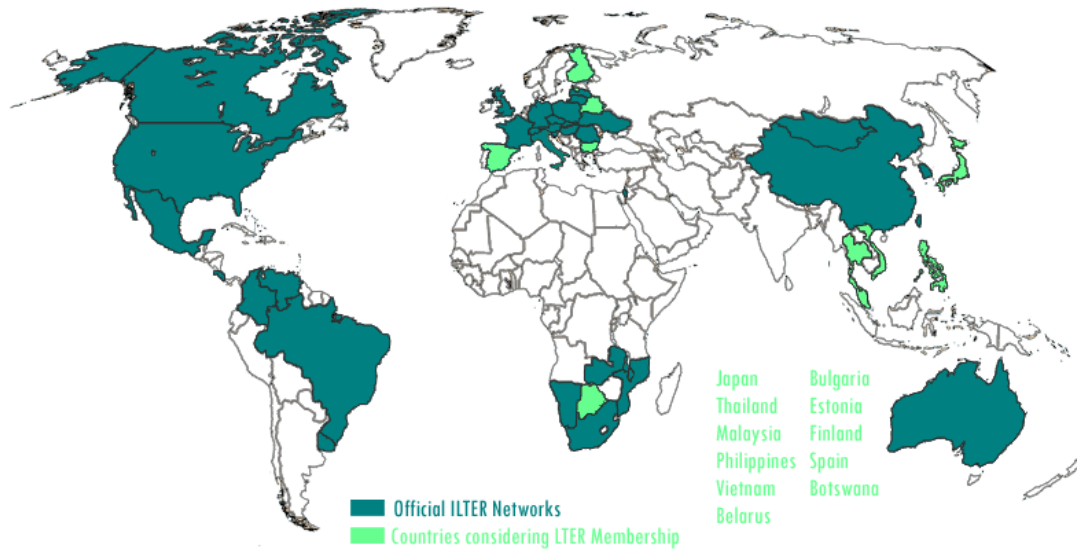 Japan
Thailand
Malaysia
Philippines
Vietnam
Belarus
Bulgaria
Estonia
Finland
Spain
Botswana
Official ILTER Networks
Countries considering LTER Membership